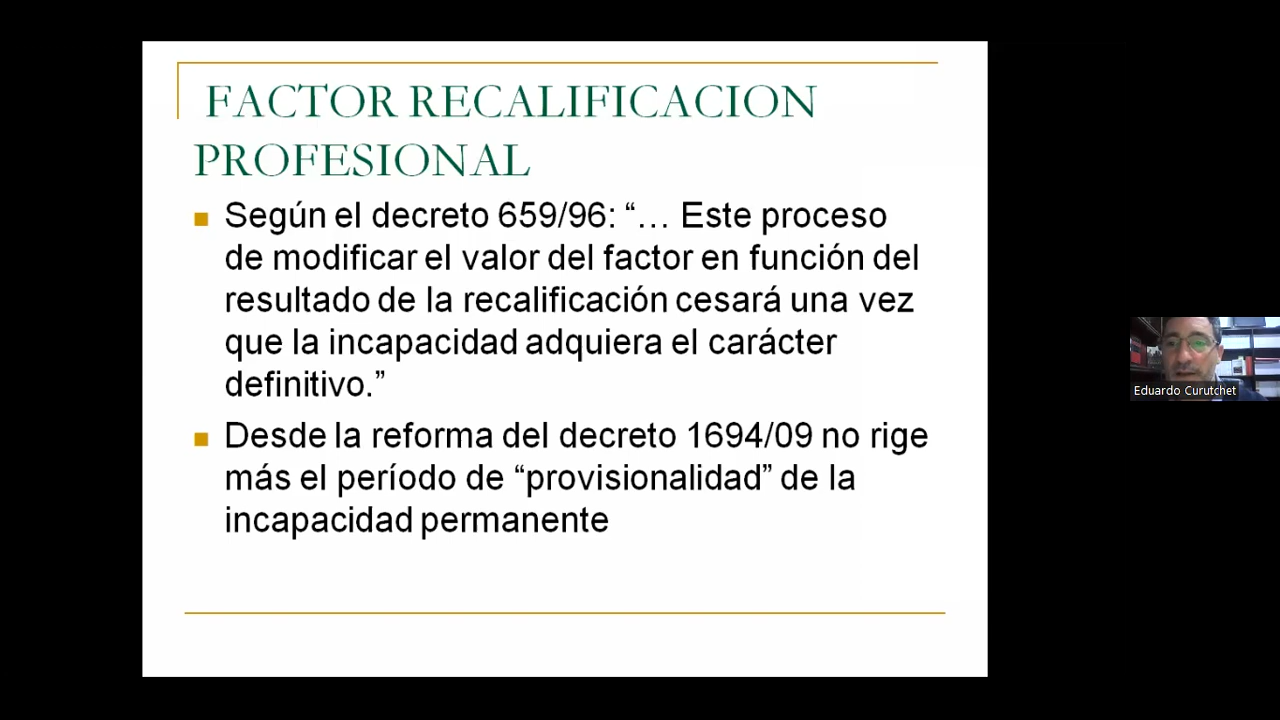 FACTOR RECALIFICACION
PROFESIONAL
■ Según el decreto 659/96: “… Este proceso
de modificar el valor del factor en función del
resultado de la recalificación cesará una vez
que la incapacidad adquiera el carácter
definitivo.”
■ Desde la reforma del decreto 1694/09 no rige
más el período de “provisionalidad” de la
incapacidad permanente
Eduardo Curutchet